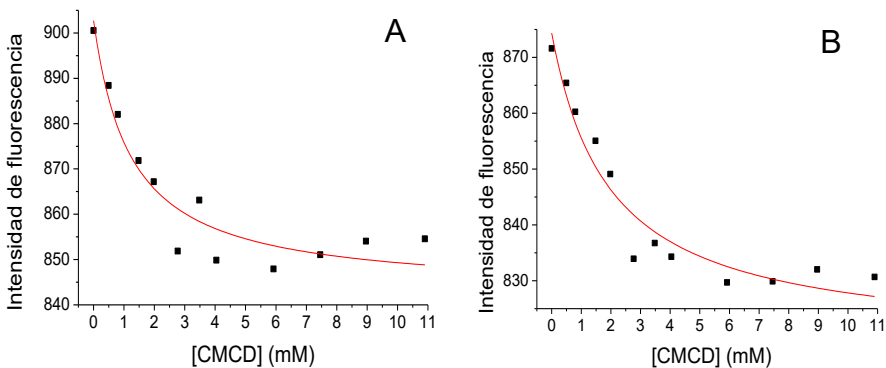 A
Intensidad de fluorescencia
900
890
880
870
860
850
840
0 1 2 3 4 5 6 7 8 9 10 11
[CMCD] (mM)
B
Intensidad de fluorescencia
870
860
850
840
830
0 1 2 3 4 5 6 7 8 9 10 11
[CMCD] (mM)